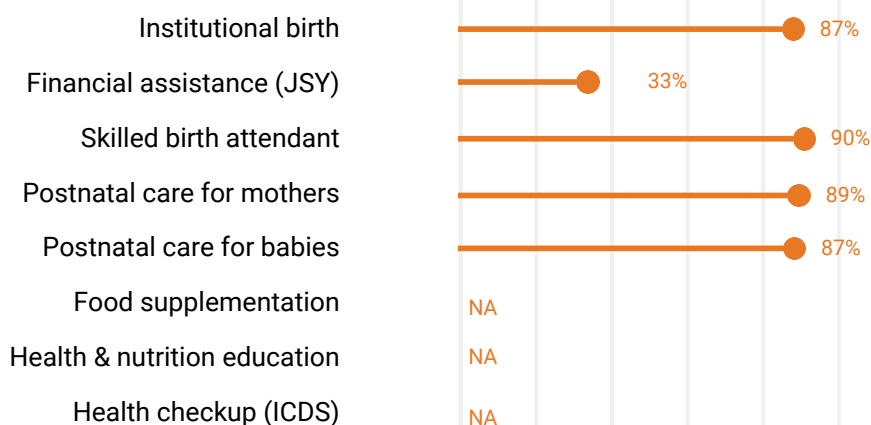 Institutional birth 87%
Financial assistance (JSY) 33%
Skilled birth attendant 90%
Postnatal care for mothers 89%
Postnatal care for babies 87%
Food supplementation NA
Health & nutrition education NA
Health checkup (ICDS) NA